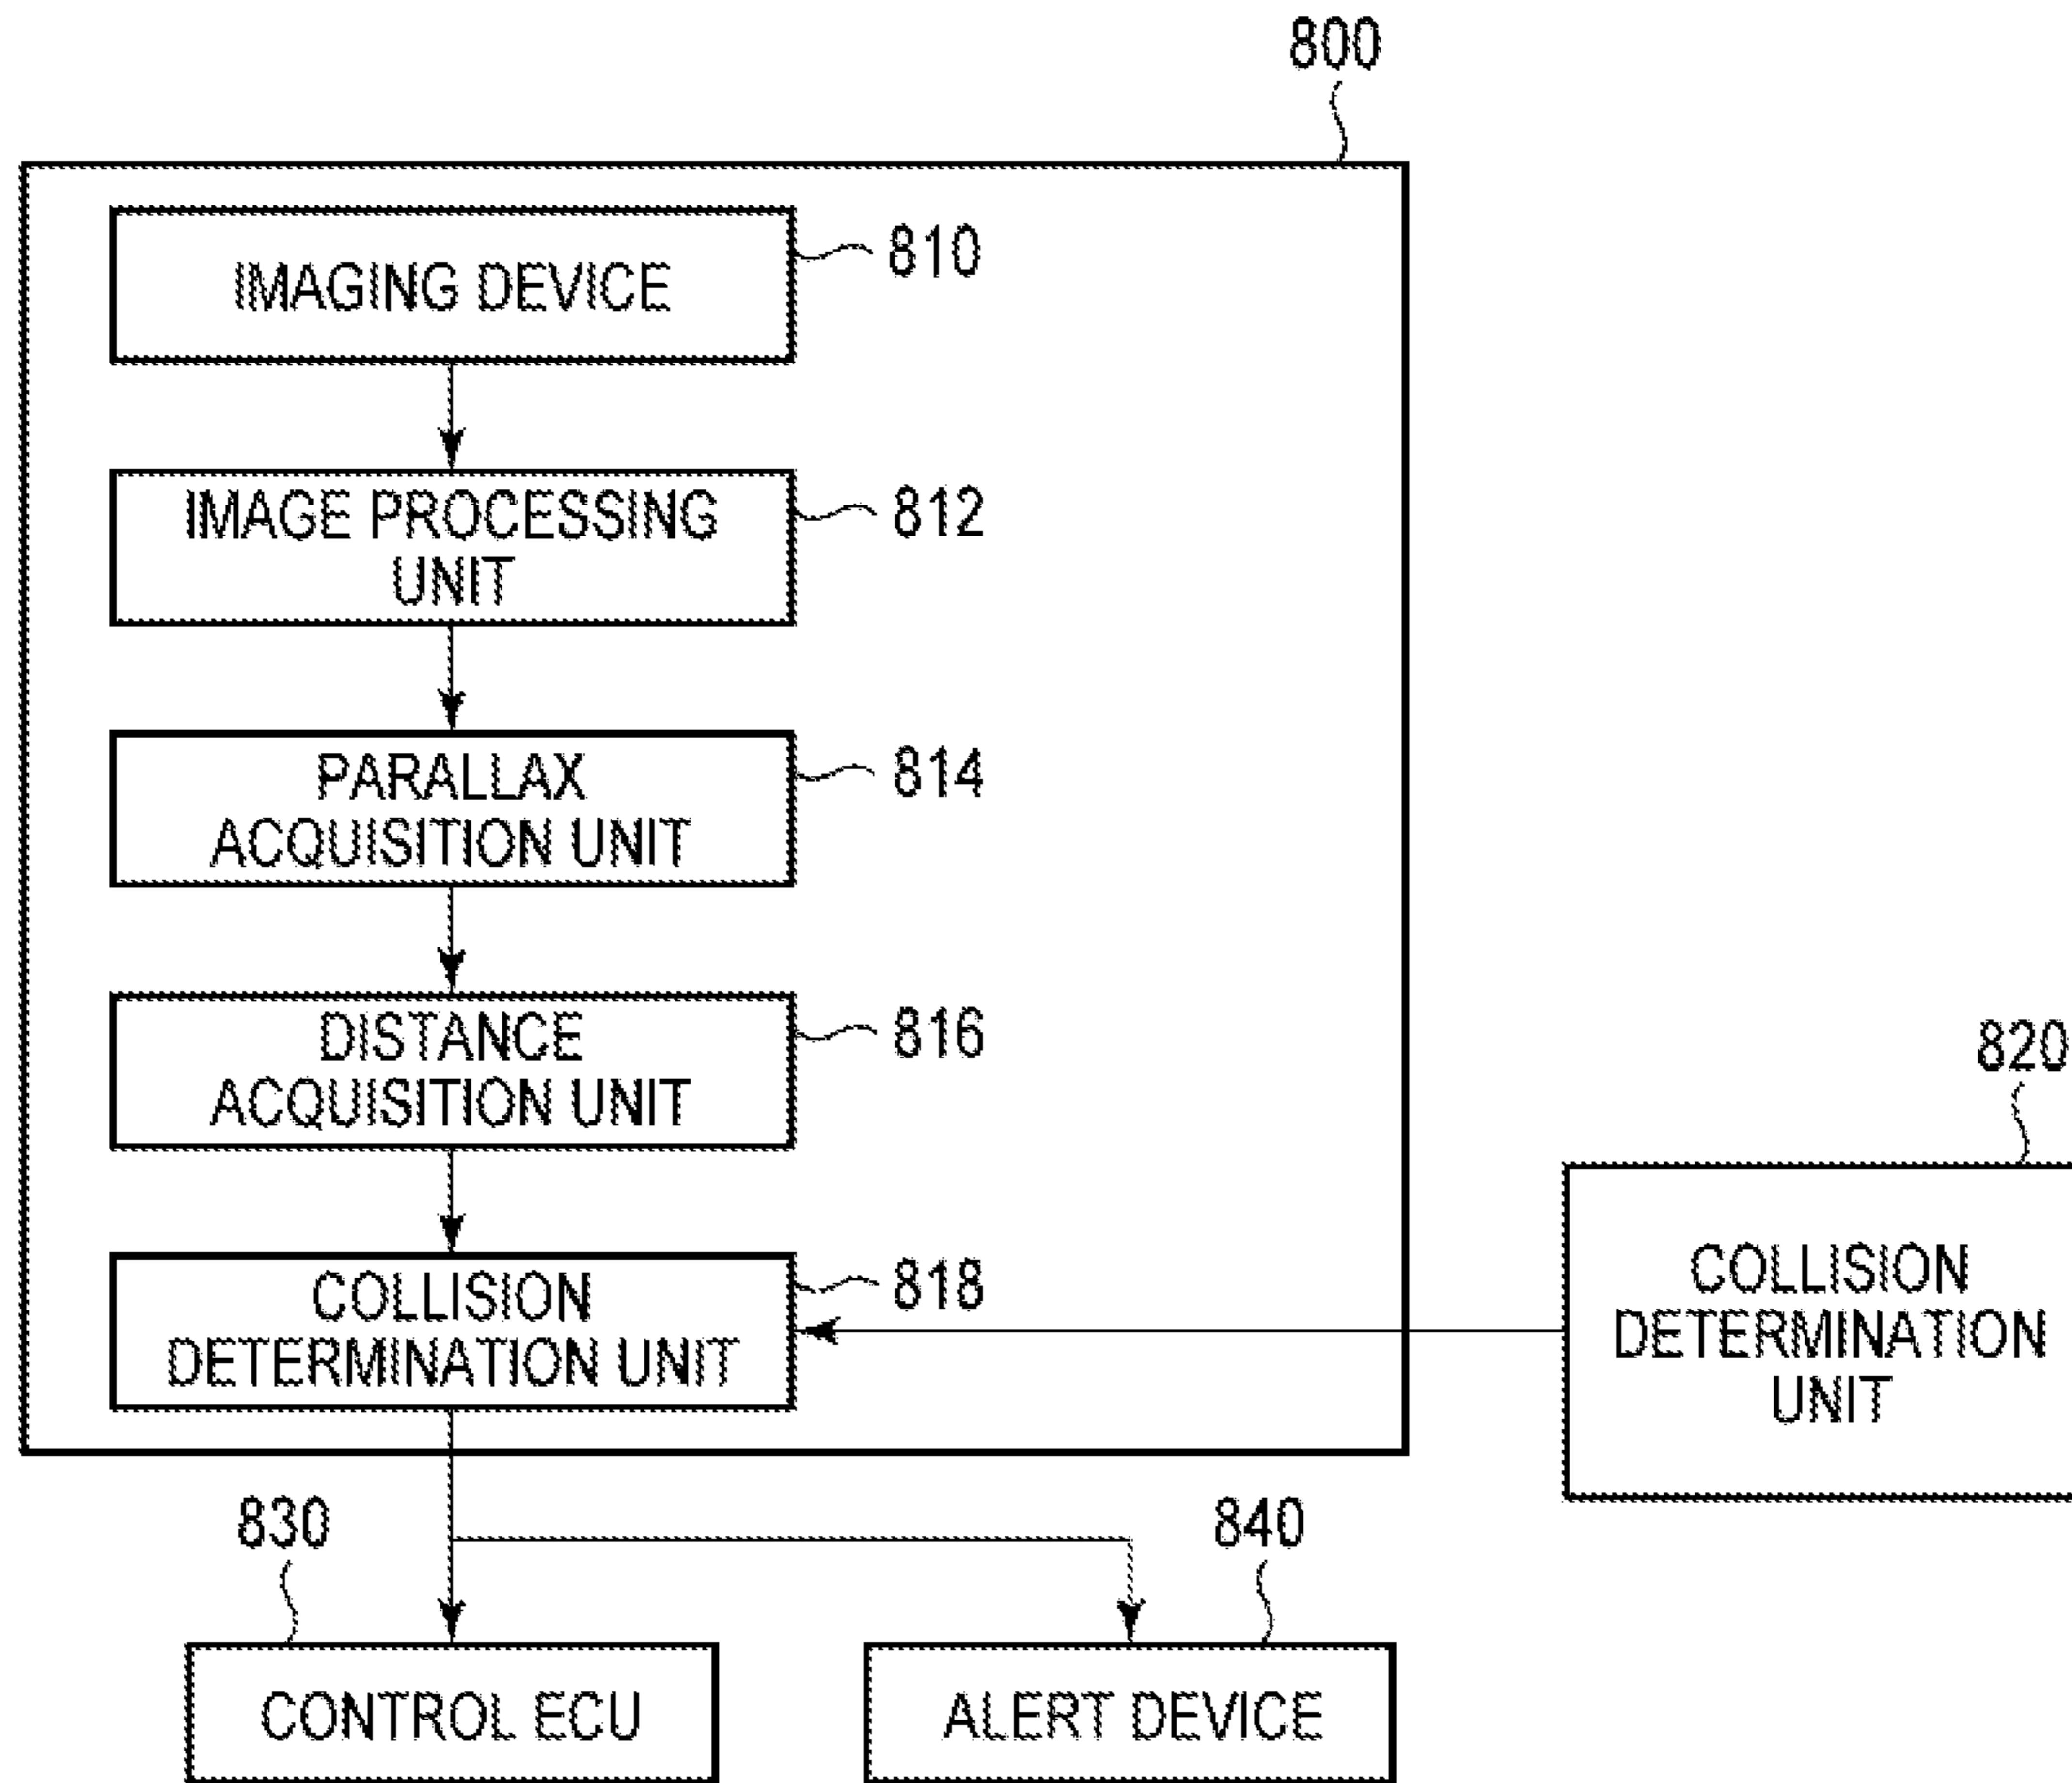 800
IMAGING DEVICE
810
IMAGE PROCESSING
UNIT
812
PARALLAX
ACQUISITION UNIT
814
DISTANCE
ACQUISITION UNIT
816
COLLISION
DETERMINATION UNIT
818
820
COLLISION
DETERMINATION
UNIT
830
CONTROL ECU
840
ALERT DEVICE